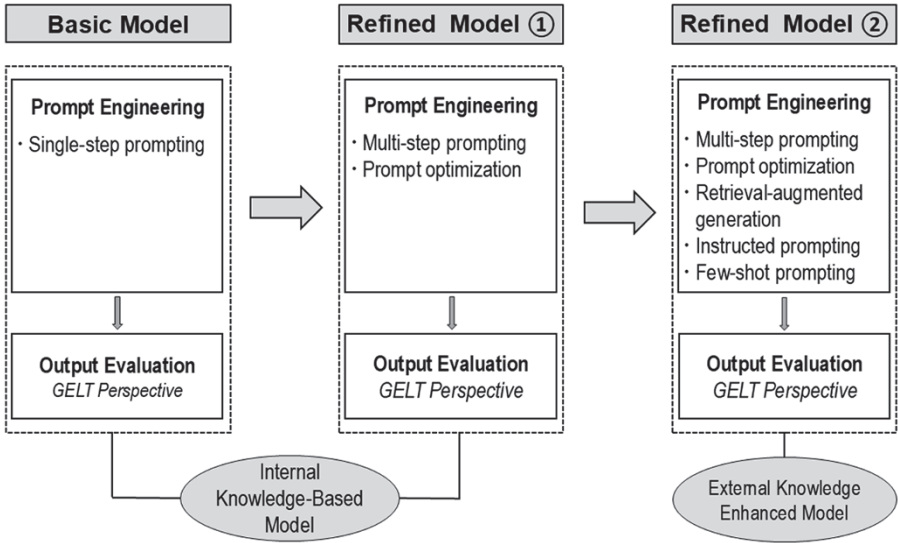 Basic Model
Refined Model ①
Refined Model ②
Prompt Engineering
・Single-step prompting
Output Evaluation
GELT Perspective
Prompt Engineering
・Multi-step prompting
・Prompt optimization
Output Evaluation
GELT Perspective
Prompt Engineering
・Multi-step prompting
・Prompt optimization
・Retrieval-augmented
generation
・Instructed prompting
・Few-shot prompting
Output Evaluation
GELT Perspective
Internal
Knowledge-Based
Model
External Knowledge
Enhanced Model